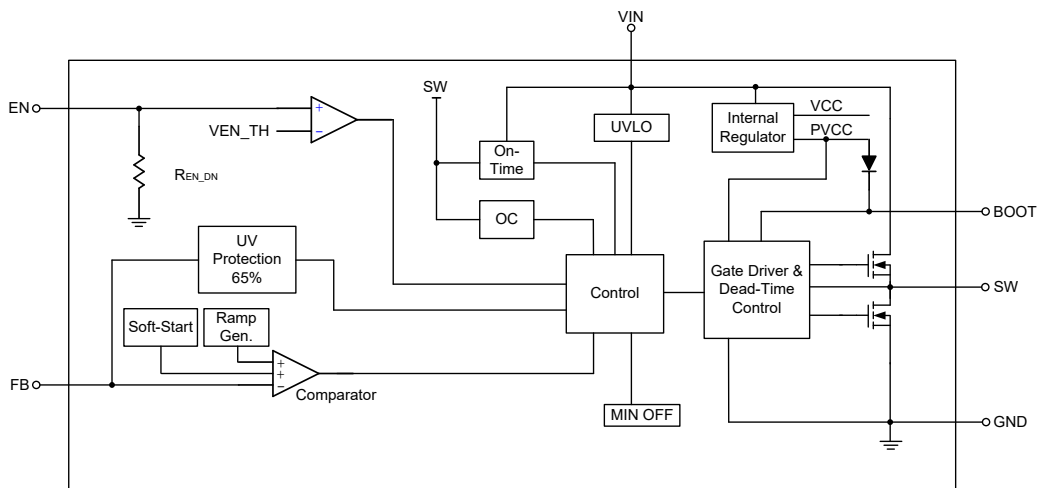 VIN
SW
EN
+
−
VEN_TH
REN_DN
On-
Time
UVLO
Internal
Regulator
VCC
PVCC
OC
BOOT
UV
Protection
65%
Control
Gate Driver &
Dead-Time
Control
SW
Soft-Start
Ramp
Gen.
+
+
−
Comparator
FB
MIN OFF
GND